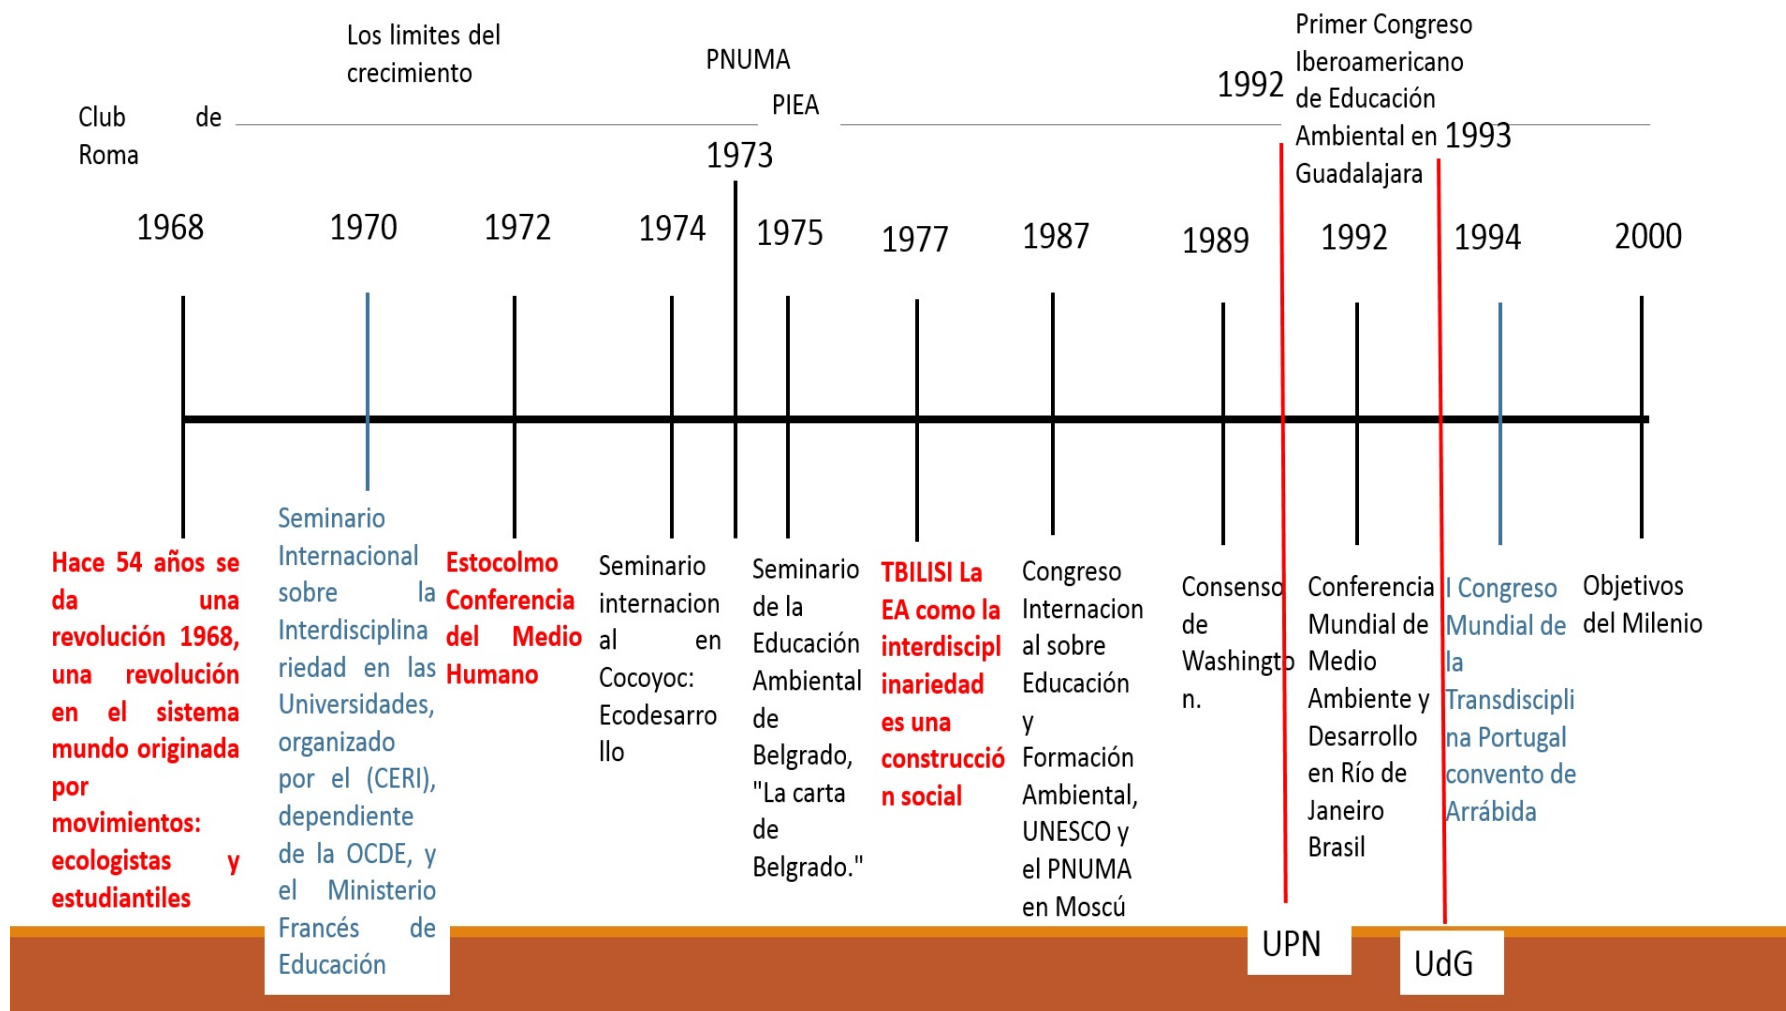 Los limites del
crecimiento
PNUMA
PIEA
1992
Primer Congreso
Iberoamericano
de Educación
Ambiental en
Guadalajara
1993
Club de
Roma
1973
1968
1970
1972
1974
1975
1977
1987
1989
1992
1994
2000
Hace 54 años se
da una
revolución 1968,
una revolución
en el sistema
mundo originada
por
movimientos:
ecologistas y
estudiantiles
Seminario
Internacional
sobre la
Interdisciplina
riedad en las
Universidades,
organizado
por el (CERI),
dependiente
de la OCDE, y
el Ministerio
Francés de
Educación
Estocolmo
Conferencia
del Medio
Humano
Seminario
internacion
al en
Cocoyoc:
Ecodesarro
llo
Seminario
de la
Educación
Ambiental
de
Belgrado,
"La carta
de
Belgrado."
TBILISI La
EA como la
interdiscipl
inariedad
es una
construcció
n social
Congreso
Internacion
al sobre
Educación
y
Formación
Ambiental,
UNESCO y
el PNUMA
en Moscú
Consenso
de
Washingto
n.
Conferencia
Mundial de
Medio
Ambiente y
Desarrollo
en Río de
Janeiro
Brasil
I Congreso
Mundial de
la
Transdiscipli
na Portugal
convento de
Arrábida
Objetivos
del Milenio
UPN
UdG